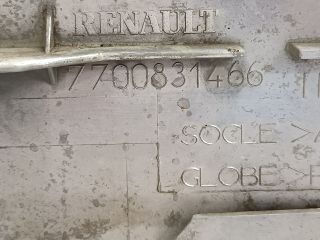 RENAULT
7700831466
SOCLE >A
GLOBE >